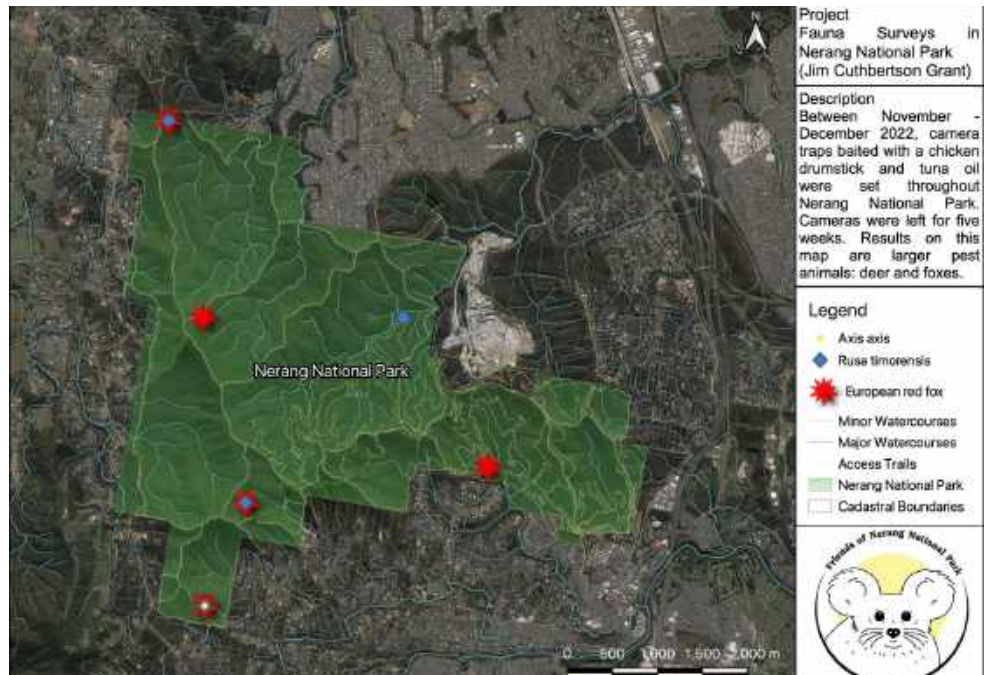 Project
Fauna Surveys in
Nerang National Park
(Jim Cuthbertson Grant)
Description
Between November -
December 2022, camera
traps baited with a chicken
drumstick and tuna oil
were set throughout
Nerang National Park.
Cameras were left for five
weeks. Results on this
map are larger pest
animals: deer and foxes.
Legend
Axis axis
Rusa timorensis
European red fox
Minor Watercourses
Major Watercourses
Access Trails
Nerang National Park
Cadastral Boundaries
Friends of Nerang National Park
N
Nerang National Park
0 500 1,000 1,500 2,000 m